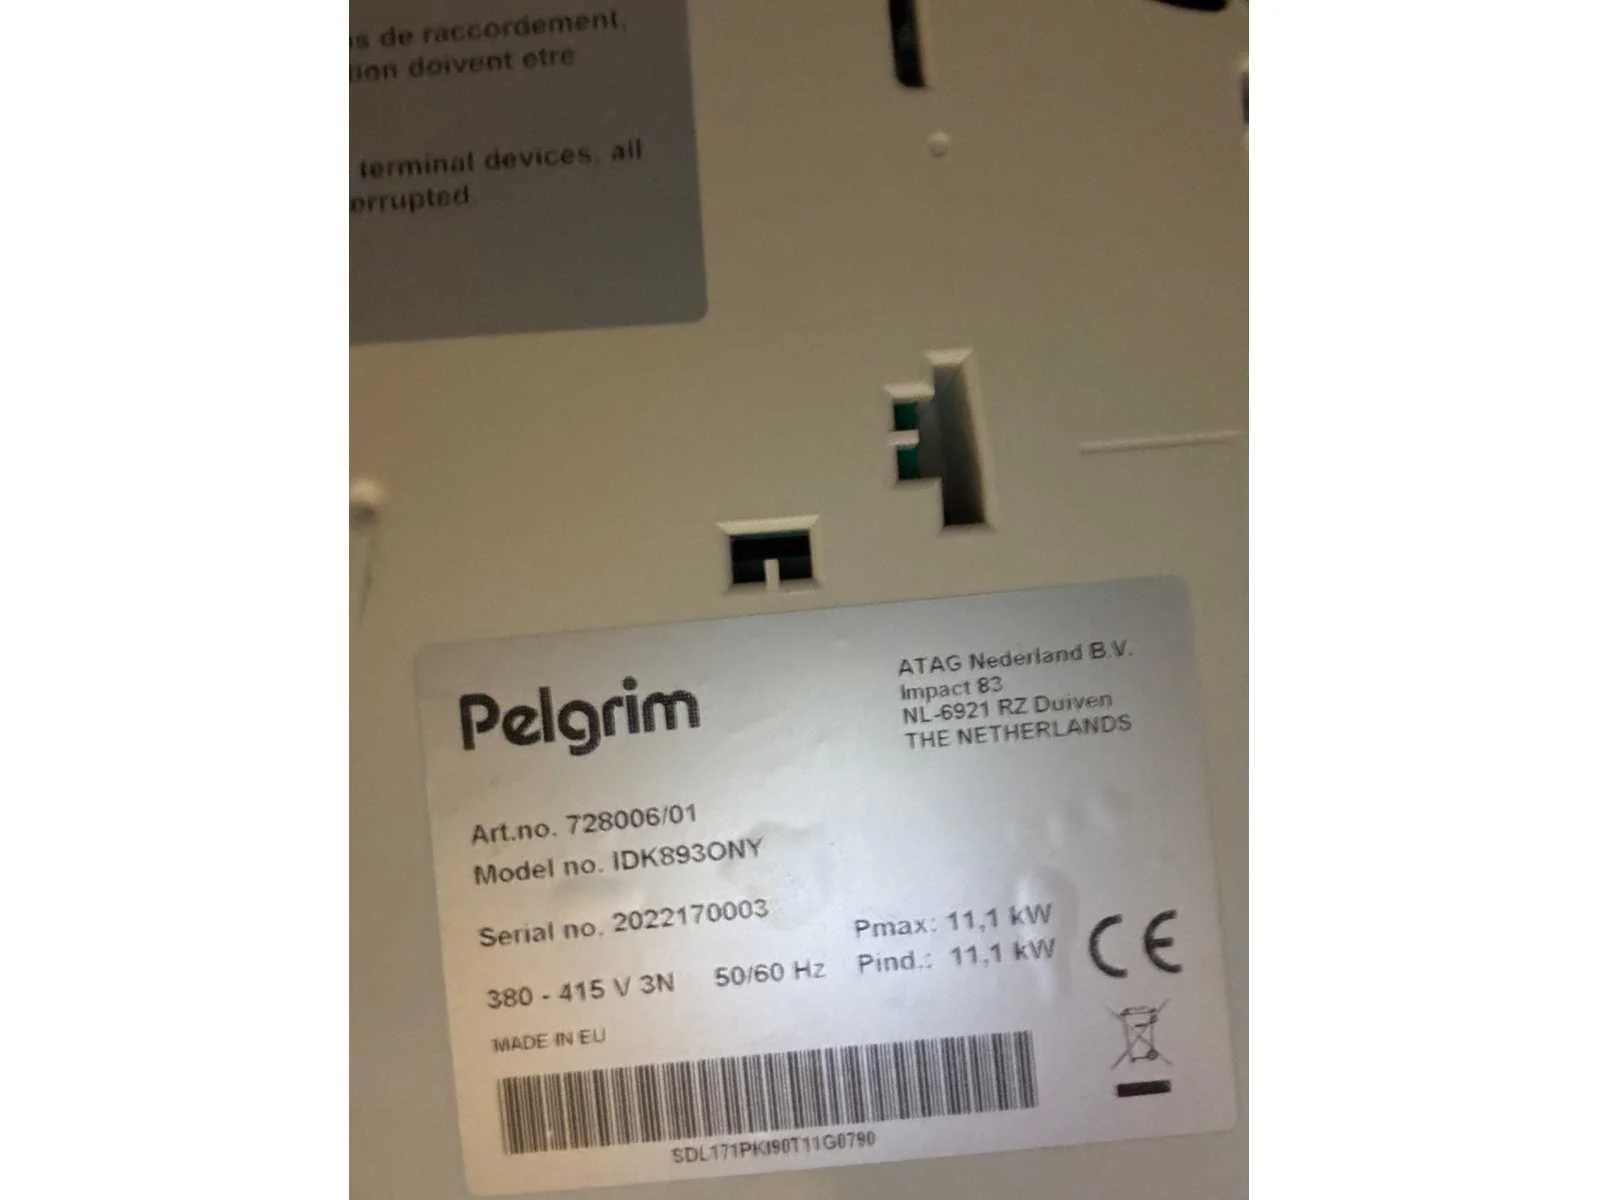 s de raccordement,
tion doivent etre
terminal devices, all
errupted.
Pelgrim
ATAG Nederland B.V.
Impact 83
NL-6921 RZ Duiven
THE NETHERLANDS
Art.no. 728006/01
Model no. IDK893ONY
Serial no. 2022170003
Pmax: 11,1 kW
380 - 415 V 3N 50/60 Hz Pind.: 11,1 kW
CE
MADE IN EU
SDL171PKI90T11G0790